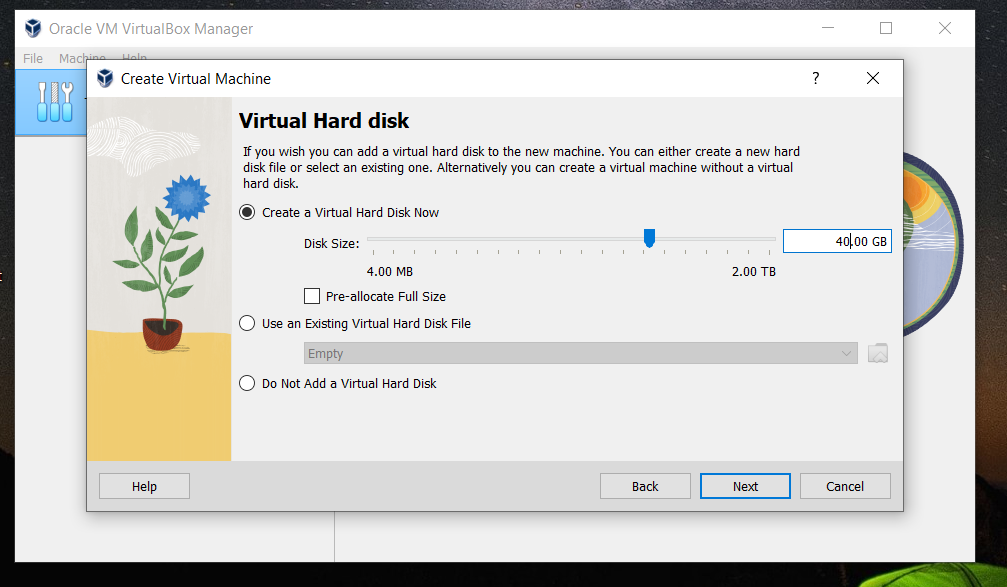 Oracle VM VirtualBox Manager
File Machine Help
Create Virtual Machine
?
Virtual Hard disk
If you wish you can add a virtual hard disk to the new machine. You can either create a new hard
disk file or select an existing one. Alternatively you can create a virtual machine without a virtual
hard disk.
Create a Virtual Hard Disk Now
Disk Size:
40.00 GB
4.00 MB
2.00 TB
Pre-allocate Full Size
Use an Existing Virtual Hard Disk File
Empty
Do Not Add a Virtual Hard Disk
Help
Back
Next
Cancel